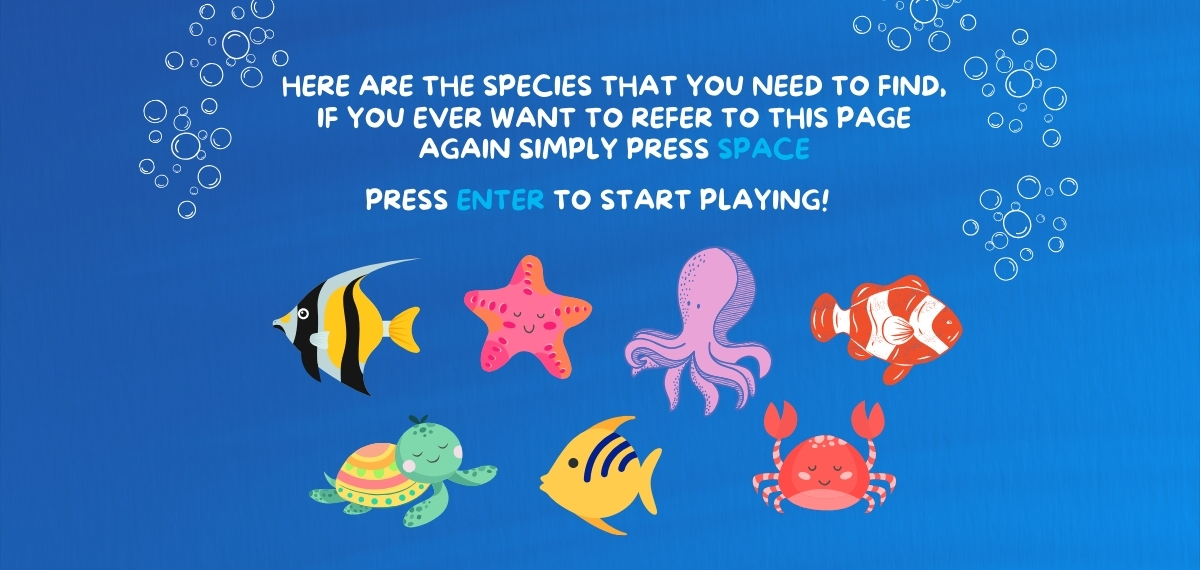 HERE ARE THE SPECIES THAT YOU NEED TO FIND,
IF YOU EVER WANT TO REFER TO THIS PAGE
AGAIN SIMPLY PRESS SPACE
PRESS ENTER TO START PLAYING!